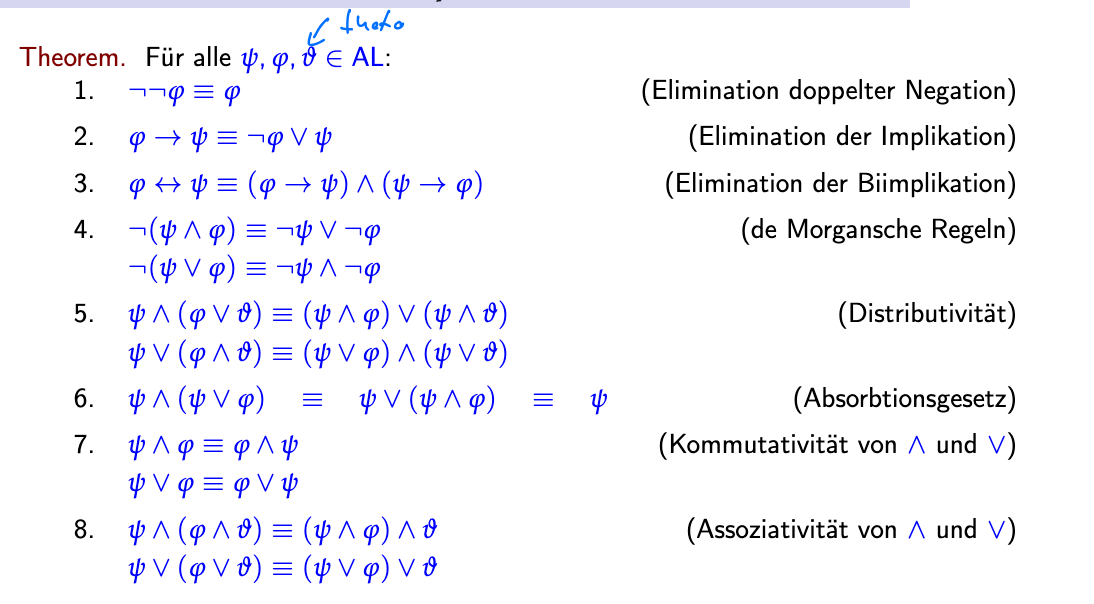 theta
Theorem. Für alle ψ, φ, ϑ ∈ AL:
1. ¬¬φ ≡ φ (Elimination doppelter Negation)
2. φ → ψ ≡ ¬φ ∨ ψ (Elimination der Implikation)
3. φ ↔ ψ ≡ (φ → ψ) ∧ (ψ → φ) (Elimination der Biimplikation)
4. ¬(ψ ∧ φ) ≡ ¬ψ ∨ ¬φ (de Morgansche Regeln)
¬(ψ ∨ φ) ≡ ¬ψ ∧ ¬φ
5. ψ ∧ (φ ∨ ϑ) ≡ (ψ ∧ φ) ∨ (ψ ∧ ϑ) (Distributivität)
ψ ∨ (φ ∧ ϑ) ≡ (ψ ∨ φ) ∧ (ψ ∨ ϑ)
6. ψ ∧ (ψ ∨ φ) ≡ ψ ∨ (ψ ∧ φ) ≡ ψ (Absorbtionsgesetz)
7. ψ ∧ φ ≡ φ ∧ ψ (Kommutativität von ∧ und ∨)
ψ ∨ φ ≡ φ ∨ ψ
8. ψ ∧ (φ ∧ ϑ) ≡ (ψ ∧ φ) ∧ ϑ (Assoziativität von ∧ und ∨)
ψ ∨ (φ ∨ ϑ) ≡ (ψ ∨ φ) ∨ ϑ